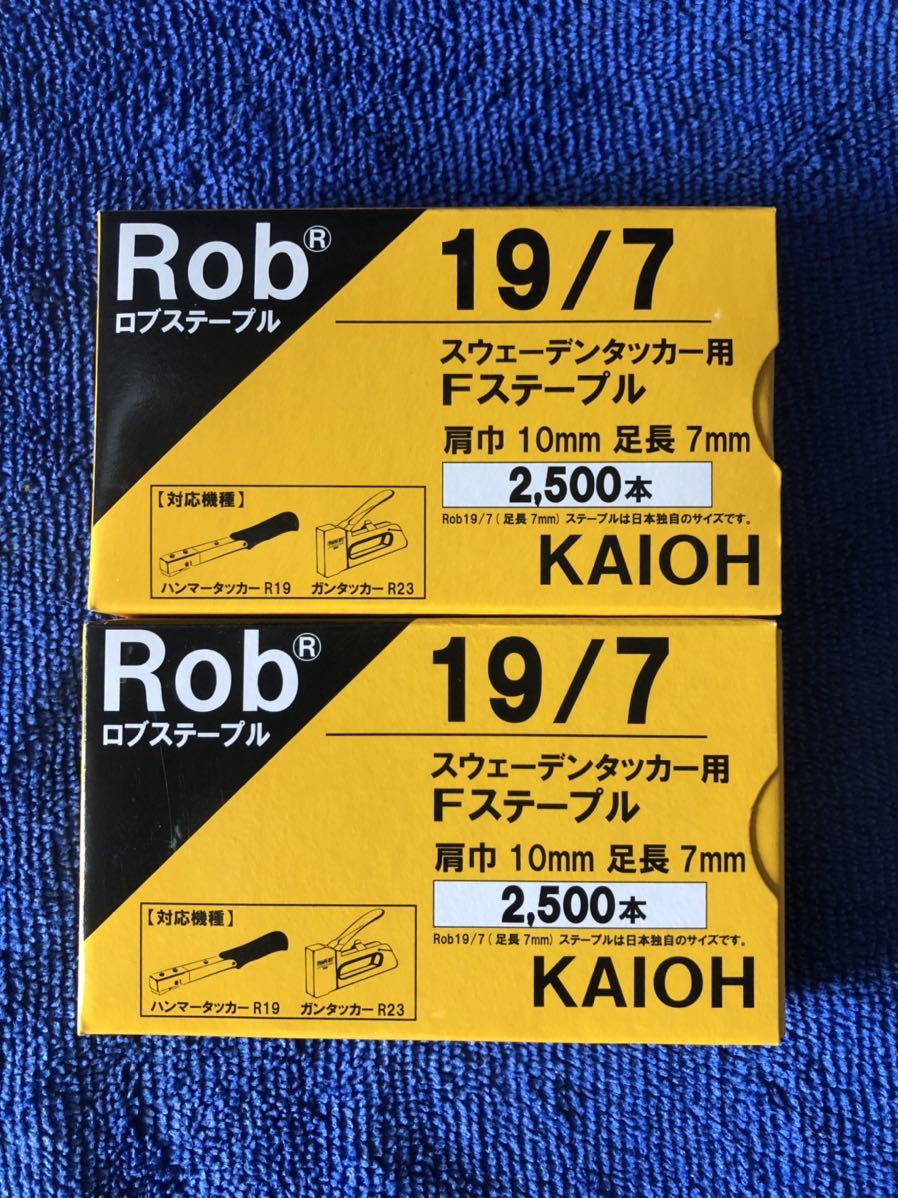 Rob®
ロブステープル
19/7
スウェーデンタッカー用
Fステープル
肩巾 10mm 足長 7mm
2,500本
Rob19/7(足長 7mm) ステープルは日本独自のサイズです。
KAIOH
【対応機種】
ハンマータッカー R19 ガンタッカー R23
Rob®
ロブステープル
19/7
スウェーデンタッカー用
Fステープル
肩巾 10mm 足長 7mm
2,500本
Rob19/7(足長 7mm) ステープルは日本独自のサイズです。
KAIOH
【対応機種】
ハンマータッカー R19 ガンタッカー R23